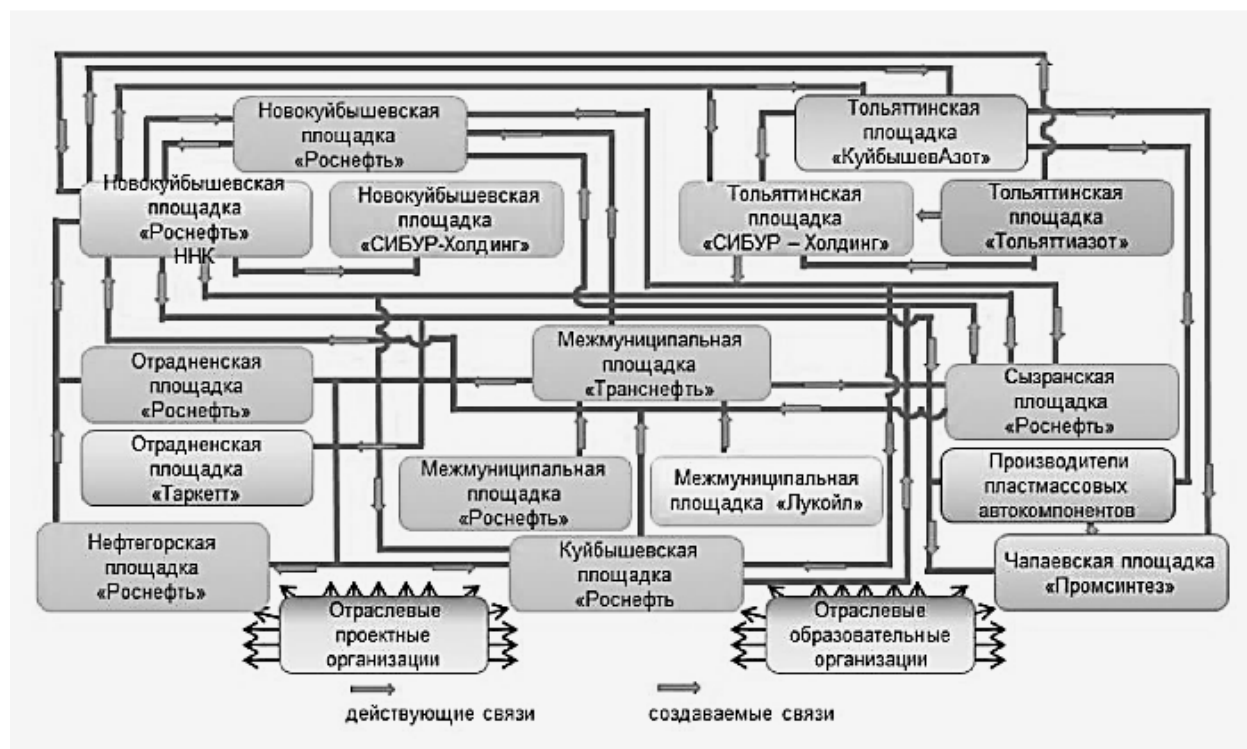 Новокуйбышевская
площадка
«Роснефть»
Тольяттинская
площадка
«КуйбышевАзот»
Новокуйбышевская
площадка
«Роснефть»
ННК
Новокуйбышевская
площадка
«СИБУР-Холдинг»
Тольяттинская
площадка
«СИБУР – Холдинг»
Тольяттинская
площадка
«Тольяттиазот»
Отрадненская
площадка
«Роснефть»
Межмуниципальная
площадка
«Транснефть»
Сызранская
площадка
«Роснефть»
Отрадненская
площадка
«Таркетт»
Межмуниципальная
площадка
«Роснефть»
Межмуниципальная
площадка «Лукойл»
Производители
пластмассовых
автокомпонентов
Нефтегорская
площадка
«Роснефть»
Куйбышевская
площадка
«Роснефть
Чапаевская площадка
«Промсинтез»
Отраслевые
проектные
организации
Отраслевые
образовательные
организации
действующие связи
создаваемые связи